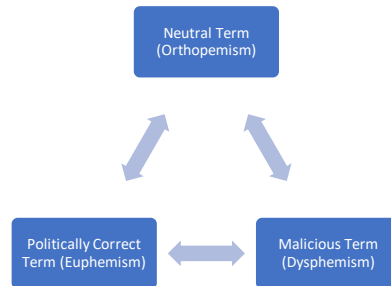 Neutral Term
(Orthopemism)
Politically Correct
Term (Euphemism)
Malicious Term
(Dysphemism)